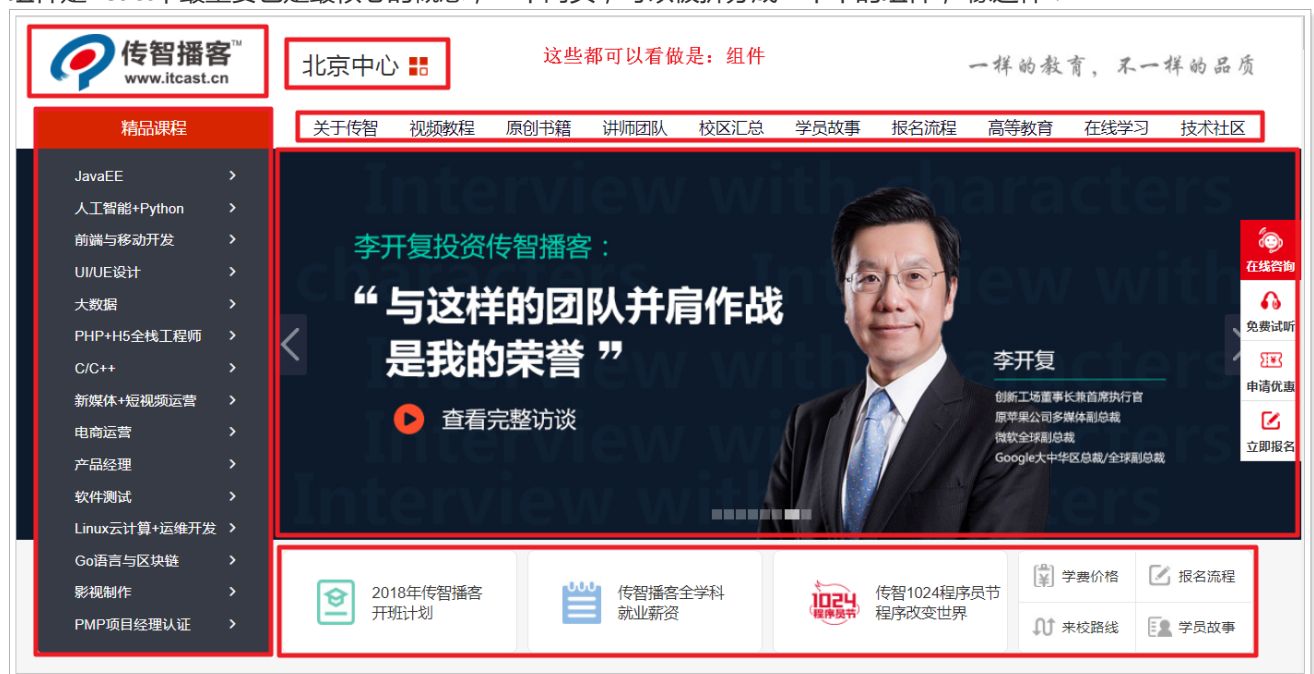 传智播客™
www.itcast.cn
北京中心
这些都可以看做是：组件
一样的教育，不一样的品质
精品课程
关于传智 视频教程 原创书籍 讲师团队 校区汇总 学员故事 报名流程 高等教育 在线学习 技术社区
JavaEE
人工智能+Python
前端与移动开发
UI/UE设计
大数据
PHP+H5全栈工程师
C/C++
新媒体+短视频运营
电商运营
产品经理
软件测试
Linux云计算+运维开发
Go语言与区块链
影视制作
PMP项目经理认证
Interview with characters
李开复投资传智播客：
“与这样的团队并肩作战
是我的荣誉”
查看完整访谈
李开复
创新工场董事长兼首席执行官
原苹果公司多媒体副总裁
微软全球副总裁
Google大中华区总裁/全球副总裁
在线咨询
免费试听
申请优惠
立即报名
2018年传智播客
开班计划
传智播客全学科
就业薪资
1024
程序员节
传智1024程序员节
程序改变世界
学费价格
报名流程
来校路线
学员故事